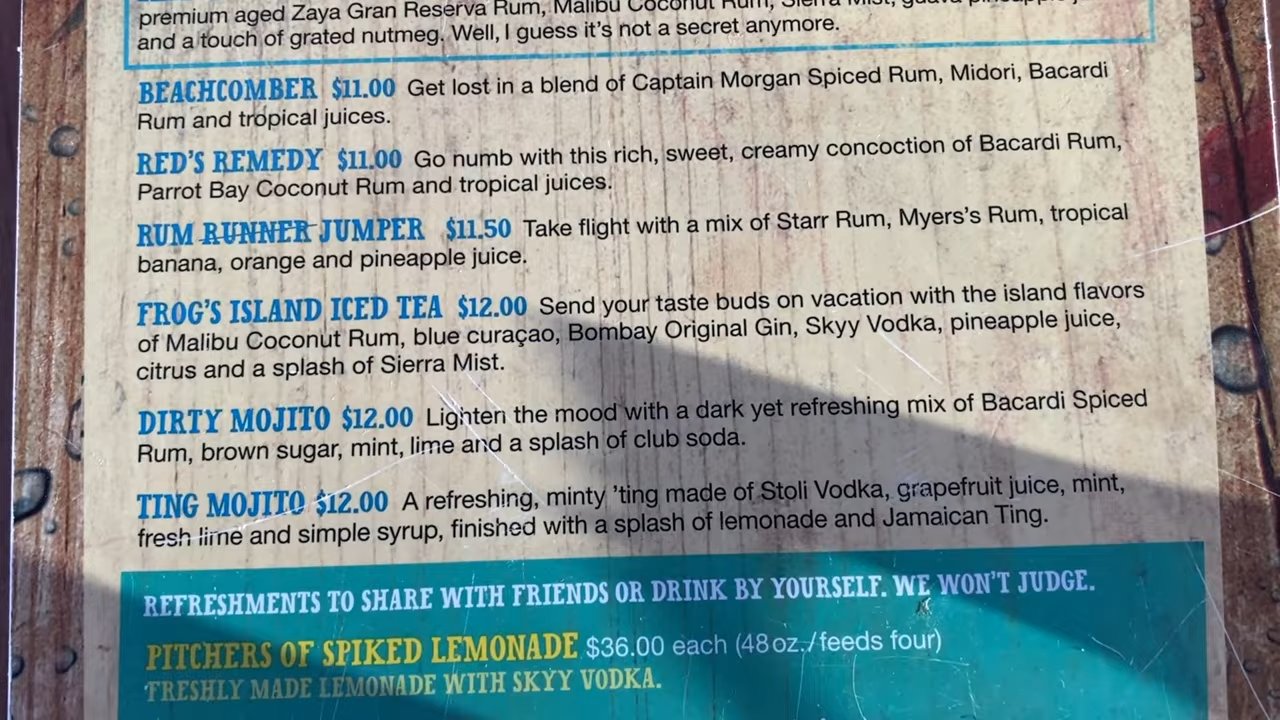 premium aged Zaya Gran Reserva Rum, Malibu Coconut Rum, Sierra Mist, guava pineapple
and a touch of grated nutmeg. Well, I guess it's not a secret anymore.
BEACHCOMBER $11.00 Get lost in a blend of Captain Morgan Spiced Rum, Midori, Bacardi
Rum and tropical juices.
RED'S REMEDY $11.00 Go numb with this rich, sweet, creamy concoction of Bacardi Rum,
Parrot Bay Coconut Rum and tropical juices.
RUM RUNNER JUMPER $11.50 Take flight with a mix of Starr Rum, Myers's Rum, tropical
banana, orange and pineapple juice.
FROG'S ISLAND ICED TEA $12.00 Send your taste buds on vacation with the island flavors
of Malibu Coconut Rum, blue curaçao, Bombay Original Gin, Skyy Vodka, pineapple juice,
citrus and a splash of Sierra Mist.
DIRTY MOJITO $12.00 Lighten the mood with a dark yet refreshing mix of Bacardi Spiced
Rum, brown sugar, mint, lime and a splash of club soda.
TING MOJITO $12.00 A refreshing, minty 'ting made of Stoli Vodka, grapefruit juice, mint,
fresh lime and simple syrup, finished with a splash of lemonade and Jamaican Ting.
REFRESHMENTS TO SHARE WITH FRIENDS OR DRINK BY YOURSELF. WE WON'T JUDGE.
PITCHERS OF SPIKED LEMONADE $36.00 each (48 oz./feeds four)
FRESHLY MADE LEMONADE WITH SKYY VODKA.